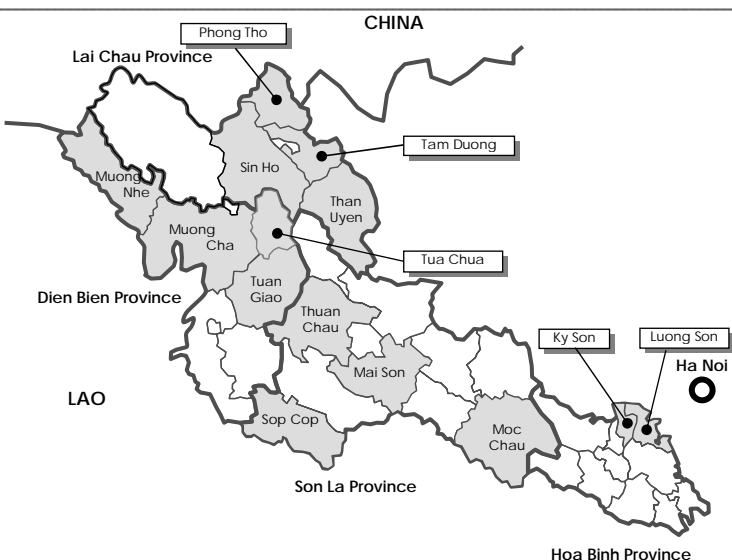 CHINA
Phong Tho
Lai Chau Province
Tam Duong
Sin Ho
Muong
Nhe
Than
Uyen
Muong
Cha
Tua Chua
Tuan
Giao
Dien Bien Province
Thuan
Chau
Ky Son
Luong Son
Ha Noi
Mai Son
LAO
Sop Cop
Moc
Chau
Son La Province
Hoa Binh Province